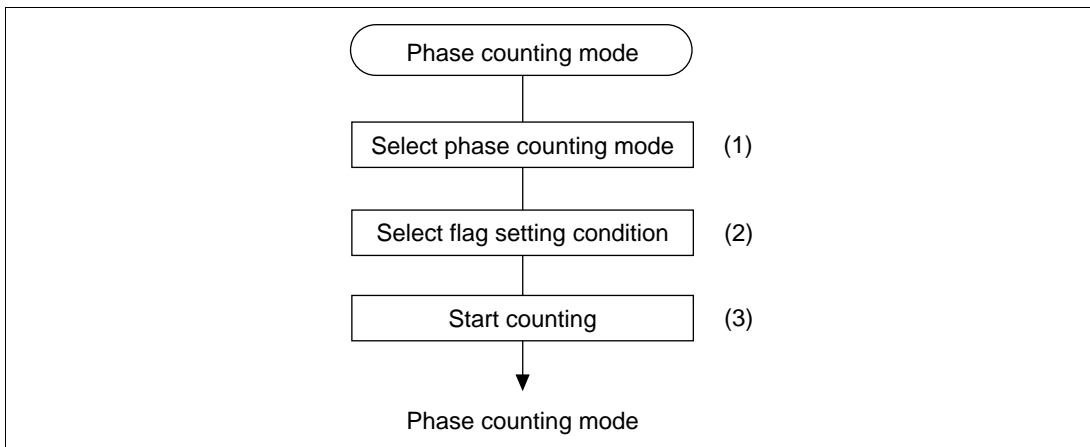 Phase counting mode
Select phase counting mode (1)
Select flag setting condition (2)
Start counting (3)
Phase counting mode